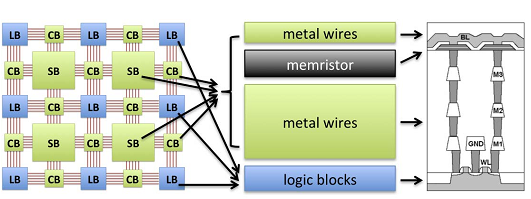 LB CB LB CB LB
CB SB CB SB CB
LB CB LB CB LB
CB SB CB SB CB
LB CB LB CB LB
metal wires
memristor
metal wires
logic blocks
BL
M3
M2
GND M1
WL